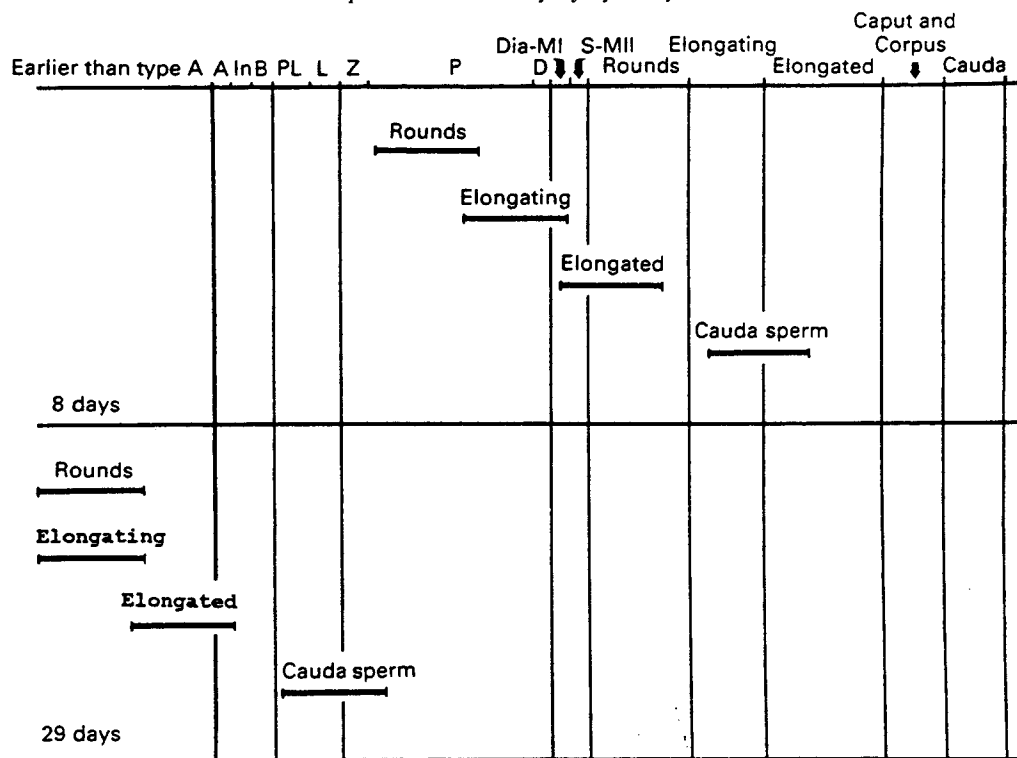 Dia-MI S-MII Elongating Caput and Corpus
Earlier than type A A In B PL L Z P D Rounds Elongated Cauda
Rounds
Elongating
Elongated
Cauda sperm
8 days
Rounds
Elongating
Elongated
Cauda sperm
29 days